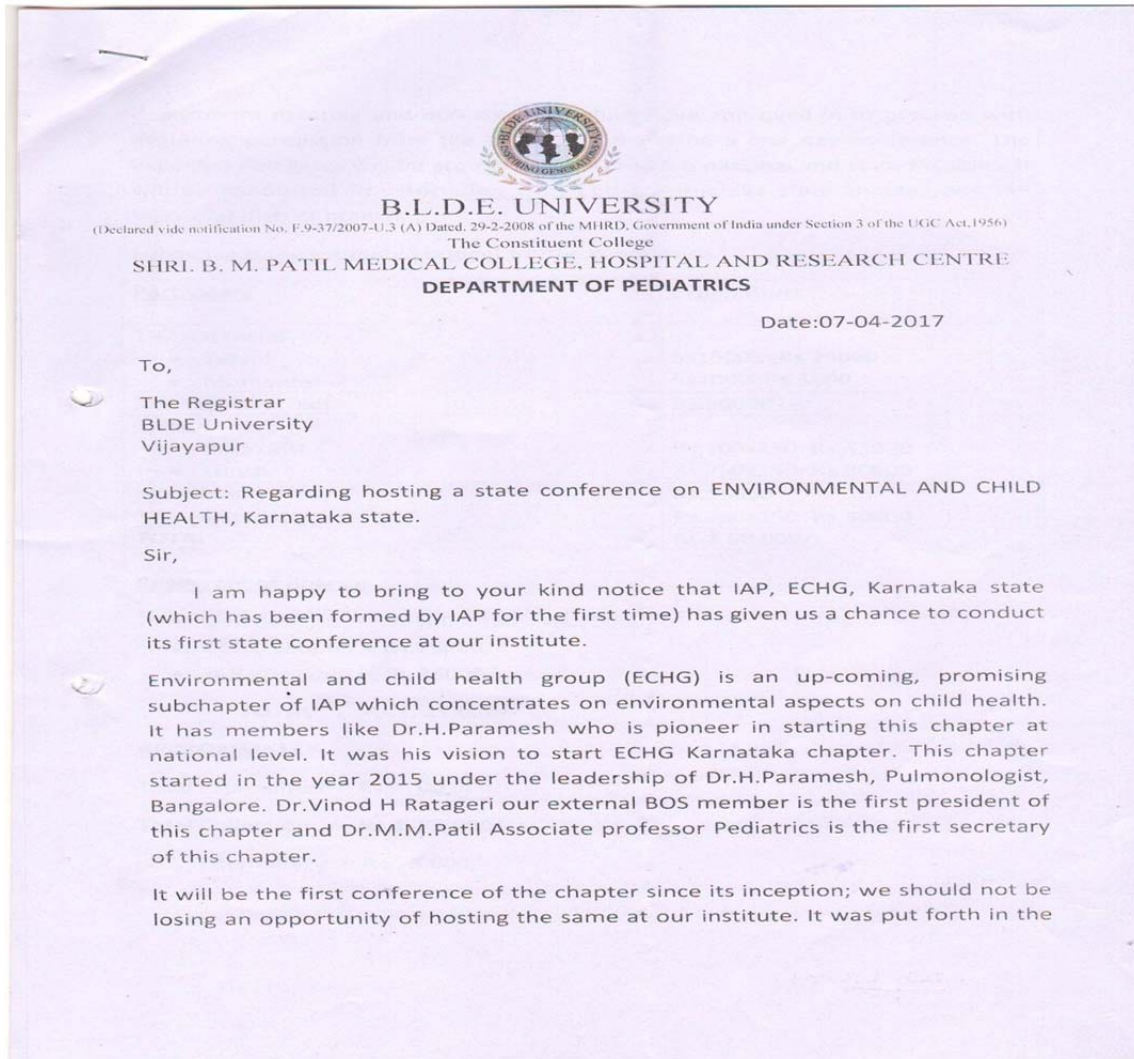 BLDE UNIVERSITY
INSPIRING GENERATION
B.L.D.E. UNIVERSITY
(Declared vide notification No. F.9-37/2007-U.3 (A) Dated. 29-2-2008 of the MHRD, Government of India under Section 3 of the UGC Act,1956)
The Constituent College
SHRI. B. M. PATIL MEDICAL COLLEGE, HOSPITAL AND RESEARCH CENTRE
DEPARTMENT OF PEDIATRICS
Date:07-04-2017
To,
The Registrar
BLDE University
Vijayapur
Subject: Regarding hosting a state conference on ENVIRONMENTAL AND CHILD
HEALTH, Karnataka state.
Sir,
I am happy to bring to your kind notice that IAP, ECHG, Karnataka state
(which has been formed by IAP for the first time) has given us a chance to conduct
its first state conference at our institute.
Environmental and child health group (ECHG) is an up-coming, promising
subchapter of IAP which concentrates on environmental aspects on child health.
It has members like Dr.H.Paramesh who is pioneer in starting this chapter at
national level. It was his vision to start ECHG Karnataka chapter. This chapter
started in the year 2015 under the leadership of Dr.H.Paramesh, Pulmonologist,
Bangalore. Dr.Vinod H Ratageri our external BOS member is the first president of
this chapter and Dr.M.M.Patil Associate professor Pediatrics is the first secretary
of this chapter.
It will be the first conference of the chapter since its inception; we should not be
losing an opportunity of hosting the same at our institute. It was put forth in the